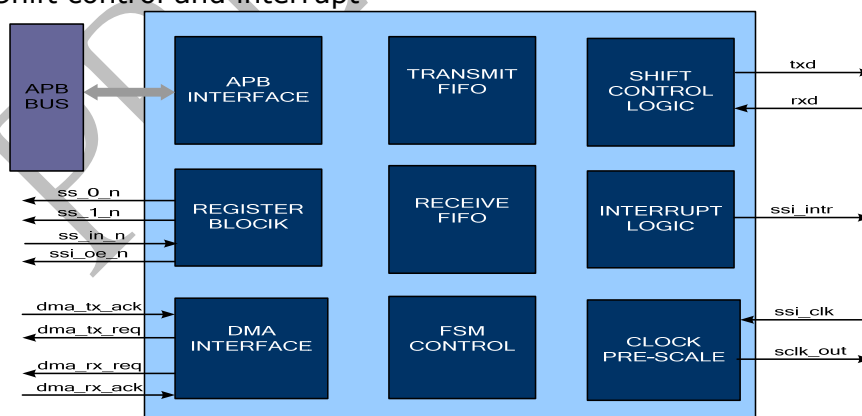 Shift control and interrupt
APB
BUS
APB
INTERFACE
TRANSMIT
FIFO
SHIFT
CONTROL
LOGIC
txd
rxd
ss_0_n
ss_1_n
ss_in_n
ssi_oe_n
REGISTER
BLOCIK
RECEIVE
FIFO
INTERRUPT
LOGIC
ssi_intr
dma_tx_ack
dma_tx_req
dma_rx_req
dma_rx_ack
DMA
INTERFACE
FSM
CONTROL
CLOCK
PRE-SCALE
ssi_clk
sclk_out